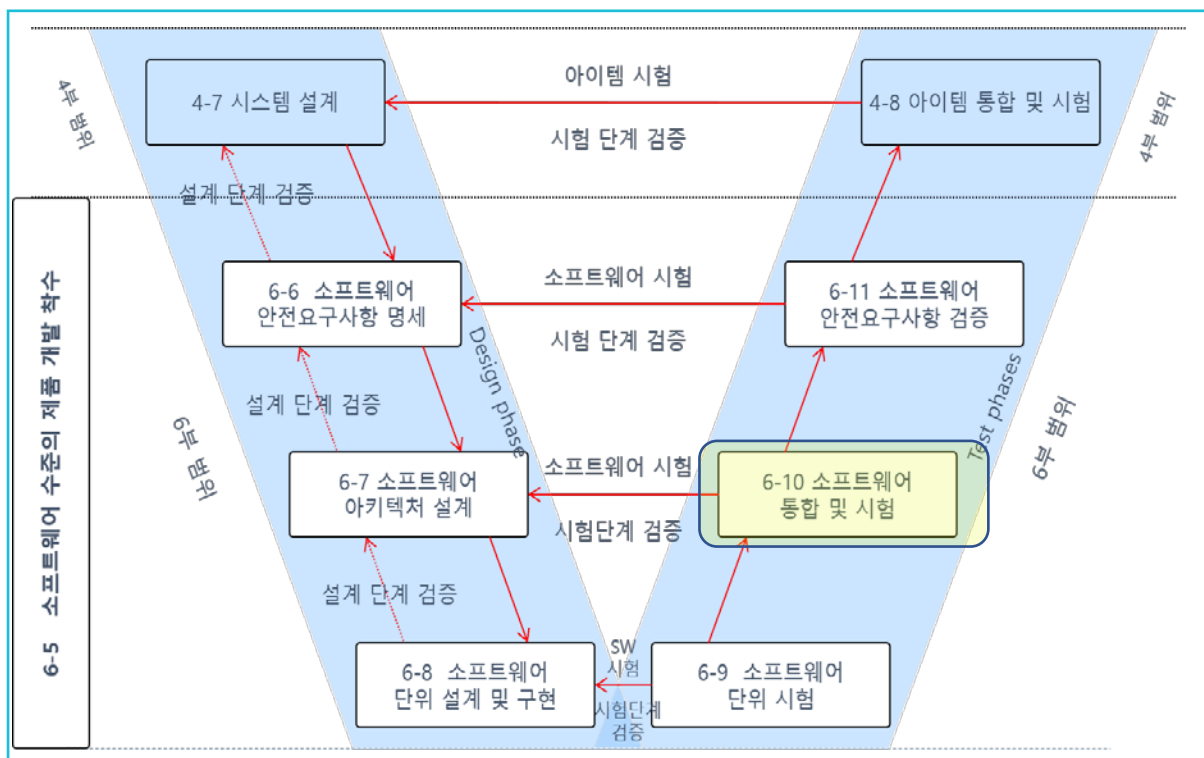 4부 범위
4-7 시스템 설계
아이템 시험
시험 단계 검증
4-8 아이템 통합 및 시험
4부 범위
설계 단계 검증
6-5 소프트웨어 수준의 제품 개발 착수
6-6 소프트웨어
안전요구사항 명세
소프트웨어 시험
시험 단계 검증
6-11 소프트웨어
안전요구사항 검증
Design phase
Test phases
설계 단계 검증
6부 범위
6부 범위
6-7 소프트웨어
아키텍처 설계
소프트웨어 시험
시험단계 검증
6-10 소프트웨어
통합 및 시험
설계 단계 검증
6-8 소프트웨어
단위 설계 및 구현
SW
시험
시험단계
검증
6-9 소프트웨어
단위 시험